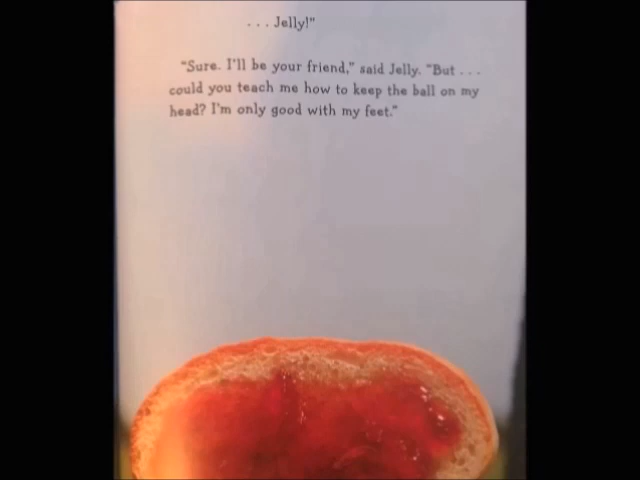 . . . Jelly!"
"Sure. I'll be your friend," said Jelly. "But . . .
could you teach me how to keep the ball on my
head? I'm only good with my feet."